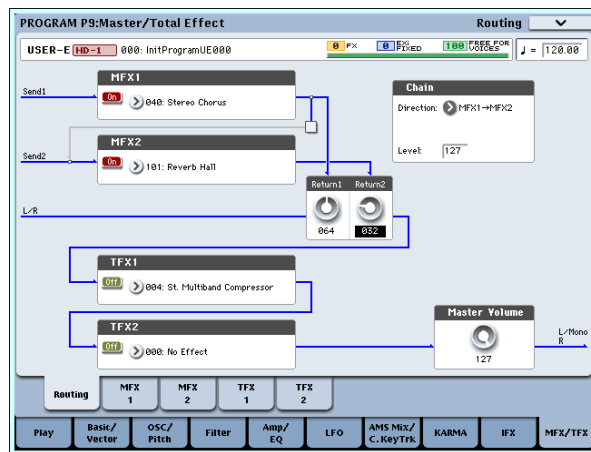 PROGRAM P9:Master/Total Effect Routing
USER-E HD-1 000: InitProgramUE000 0 FX 0 EXi FIXED 100 FREE FOR VOICES ♩ = 120.00
MFX1
Send1
On 040: Stereo Chorus
Chain
Direction: MFX1→MFX2
Level: 127
MFX2
Send2
On 101: Reverb Hall
Return1 Return2
L/R
064 032
TFX1
Off 004: St. Multiband Compressor
TFX2
Off 000: No Effect
Master Volume
127
L/Mono
R
Routing MFX 1 MFX 2 TFX 1 TFX 2
Play Basic/Vector OSC/Pitch Filter Amp/EQ LFO AMS Mix/C.KeyTrk KARMA IFX MFX/TFX